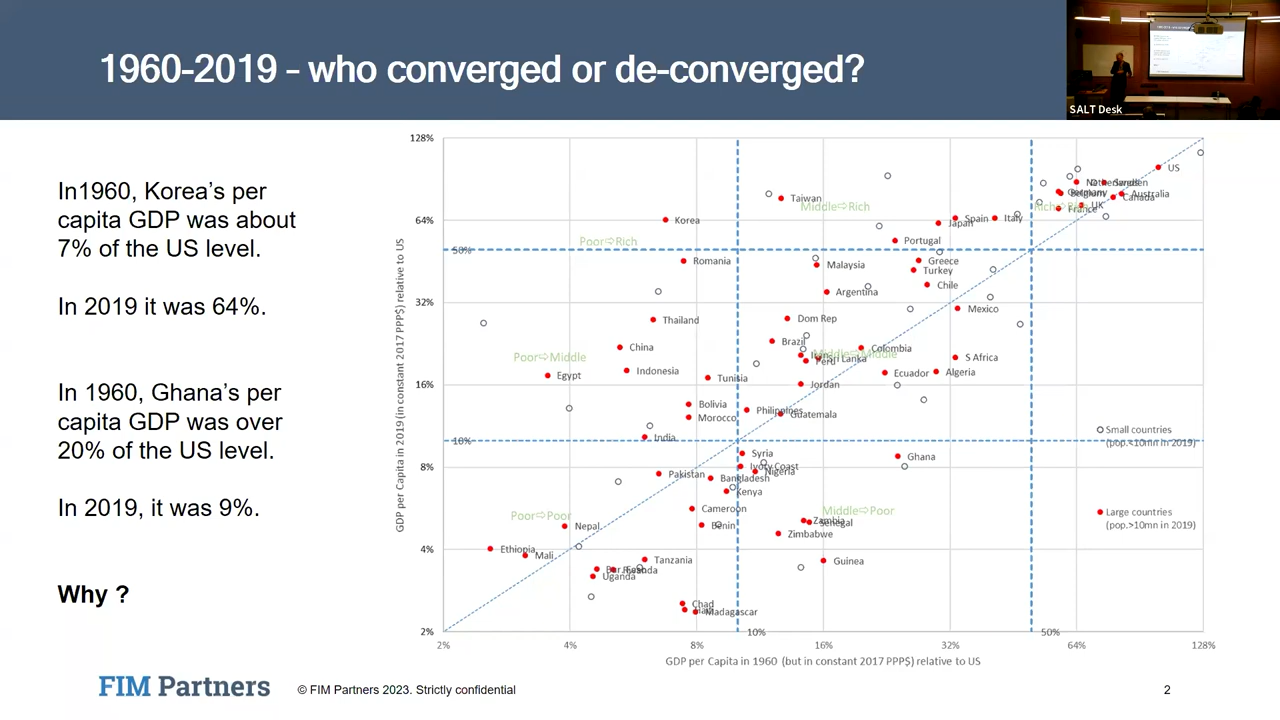 1960-2019 - who converged or de-converged?
SALT Desk
In1960, Korea's per
capita GDP was about
7% of the US level.
In 2019 it was 64%.
In 1960, Ghana's per
capita GDP was over
20% of the US level.
In 2019, it was 9%.
Why ?
GDP per Capita in 2019 (in constant 2017 PPP$) relative to US
128%
64%
50%
32%
16%
10%
8%
4%
2%
US
Netherlands
Sweden
Germany
Belgium
Australia
Canada
Taiwan
Middle⇨Rich
UK
France
Korea
Japan
Spain
Italy
Poor⇨Rich
Portugal
Romania
Malaysia
Greece
Turkey
Chile
Argentina
Mexico
Thailand
Dom Rep
China
Brazil
Colombia
Poor⇨Middle
Middle⇨Middle
Sri Lanka
Peru
S Africa
Egypt
Indonesia
Tunisia
Ecuador
Algeria
Jordan
Bolivia
Morocco
Philippines
Guatemala
India
Small countries
(pop.<10mn in 2019)
Syria
Ivory Coast
Nigeria
Ghana
Pakistan
Bangladesh
Kenya
Cameroon
Large countries
(pop.>10mn in 2019)
Poor⇨Poor
Middle⇨Poor
Nepal
Benin
Zambia
Senegal
Zimbabwe
Ethiopia
Mali
Tanzania
Guinea
Uganda
Chad
Madagascar
2%
4%
8%
10%
16%
32%
50%
64%
128%
GDP per Capita in 1960 (but in constant 2017 PPP$) relative to US
FIM Partners
© FIM Partners 2023. Strictly confidential
2